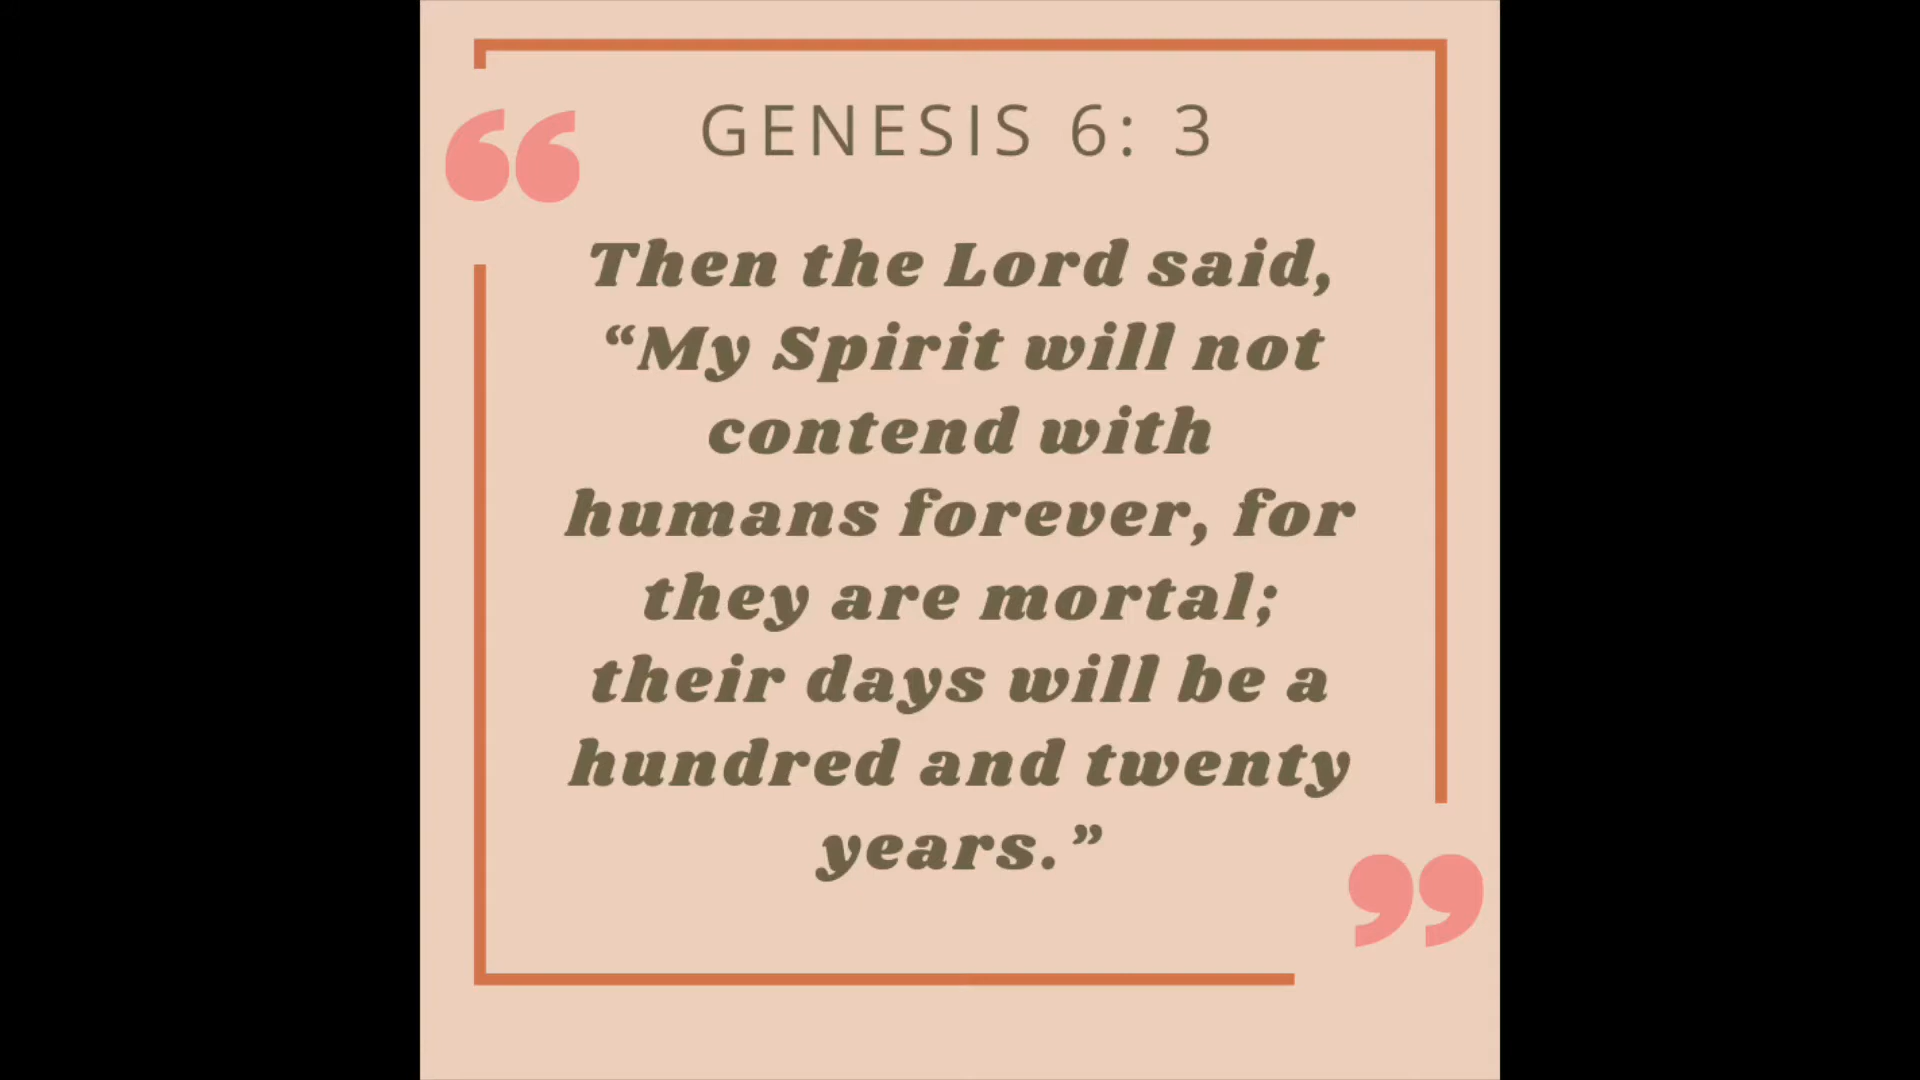 GENESIS 6: 3
Then the Lord said,
“My Spirit will not
contend with
humans forever, for
they are mortal;
their days will be a
hundred and twenty
years.”